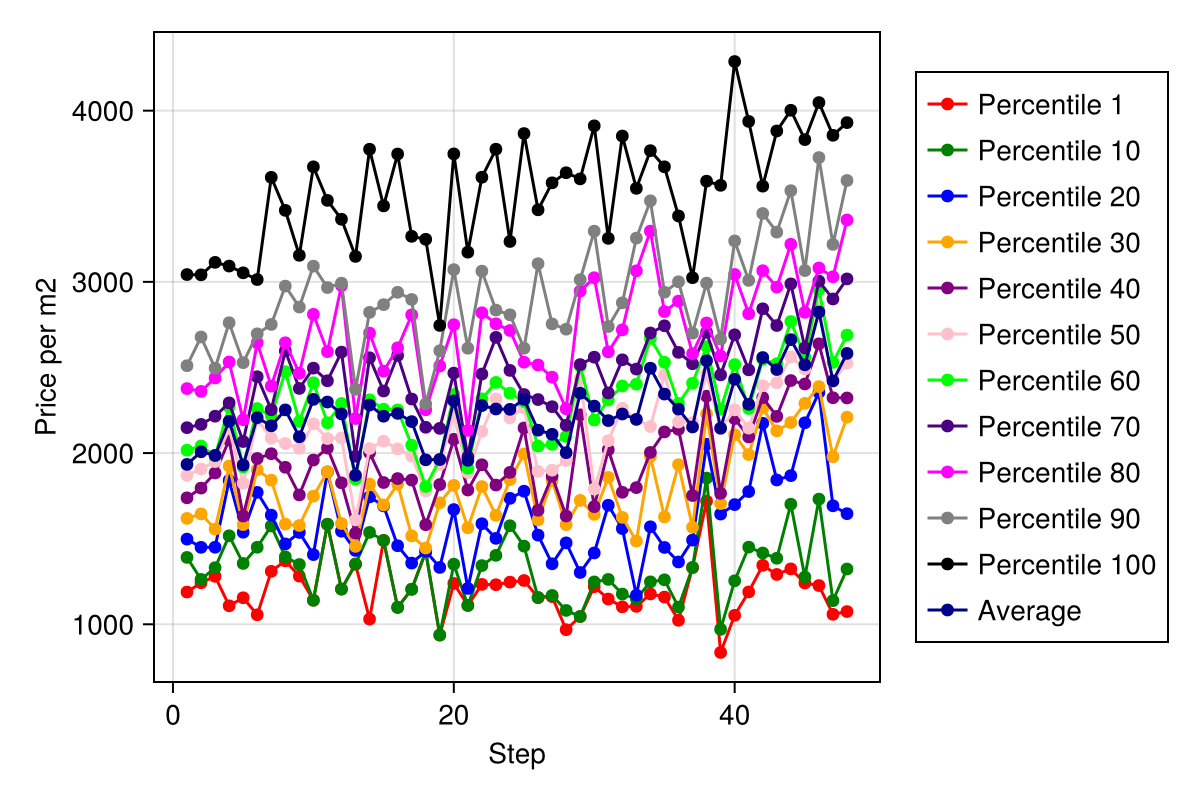 Price per m2
4000
3000
2000
1000
0
20
40
Step
Percentile 1
Percentile 10
Percentile 20
Percentile 30
Percentile 40
Percentile 50
Percentile 60
Percentile 70
Percentile 80
Percentile 90
Percentile 100
Average